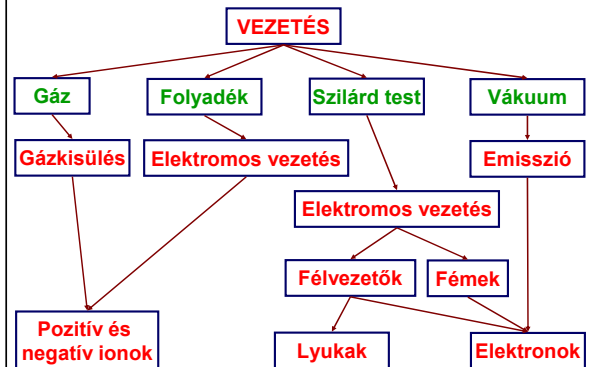 VEZETÉS
Gáz
Folyadék
Szilárd test
Vákuum
Gázkisülés
Elektromos vezetés
Emisszió
Elektromos vezetés
Félvezetők
Fémek
Pozitív és
negatív ionok
Lyukak
Elektronok